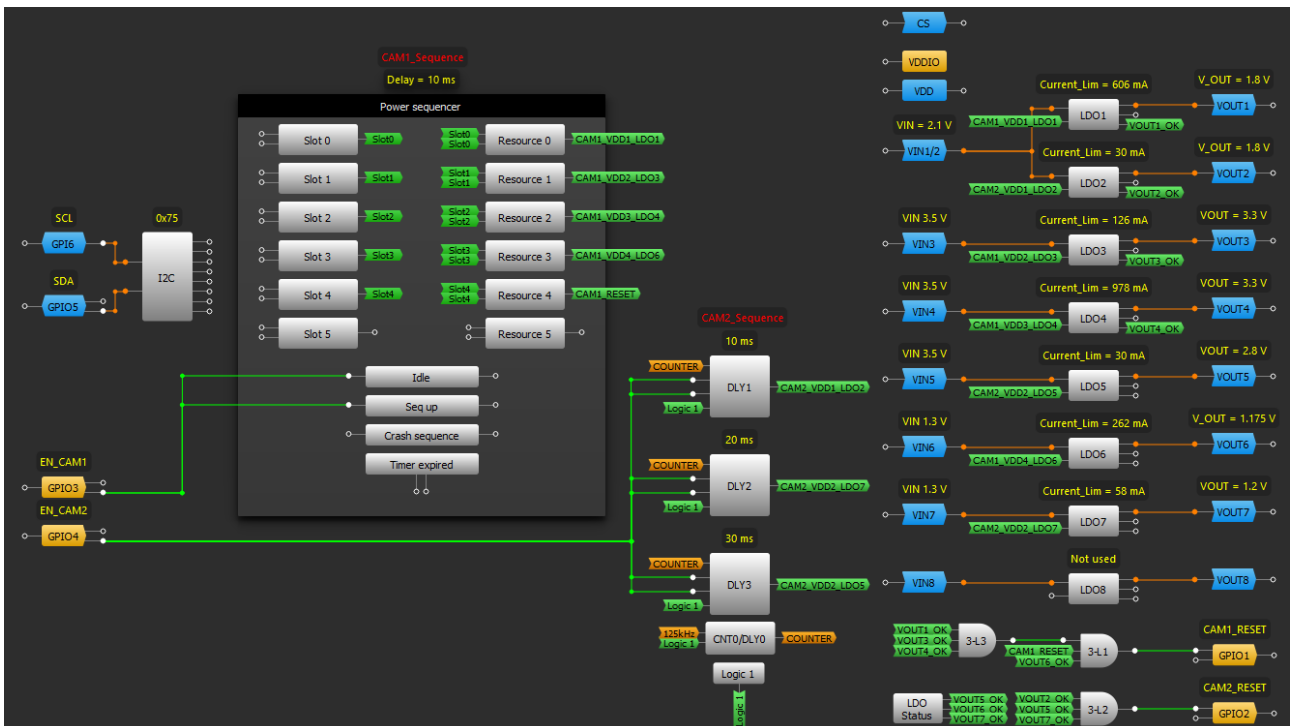 CAM1_Sequence
Delay = 10 ms
Power sequencer
Slot 0
Slot0
Slot0
Slot0
Resource 0
CAM1_VDD1_LDO1
Slot 1
Slot1
Slot1
Slot1
Resource 1
CAM1_VDD2_LDO3
Slot 2
Slot2
Slot2
Slot2
Resource 2
CAM1_VDD3_LDO4
Slot 3
Slot3
Slot3
Slot3
Resource 3
CAM1_VDD4_LDO6
Slot 4
Slot4
Slot4
Slot4
Resource 4
CAM1_RESET
Slot 5
Resource 5
Idle
Seq up
Crash sequence
Timer expired
SCL
GPI6
SDA
GPIO5
0x75
I2C
EN_CAM1
GPIO3
EN_CAM2
GPIO4
CAM2_Sequence
10 ms
COUNTER
DLY1
CAM2_VDD1_LDO2
Logic 1
20 ms
COUNTER
DLY2
CAM2_VDD2_LDO7
Logic 1
30 ms
COUNTER
DLY3
CAM2_VDD2_LDO5
Logic 1
125kHz
Logic 1
CNT0/DLY0
COUNTER
Logic 1
Logic 1
CS
VDDIO
VDD
VIN = 2.1 V
VIN1/2
Current_Lim = 606 mA
CAM1_VDD1_LDO1
LDO1
VOUT1_OK
V_OUT = 1.8 V
VOUT1
Current_Lim = 30 mA
CAM2_VDD1_LDO2
LDO2
VOUT2_OK
V_OUT = 1.8 V
VOUT2
VIN 3.5 V
VIN3
Current_Lim = 126 mA
CAM1_VDD2_LDO3
LDO3
VOUT3_OK
VOUT = 3.3 V
VOUT3
VIN 3.5 V
VIN4
Current_Lim = 978 mA
CAM1_VDD3_LDO4
LDO4
VOUT4_OK
VOUT = 3.3 V
VOUT4
VIN 3.5 V
VIN5
Current_Lim = 30 mA
CAM2_VDD2_LDO5
LDO5
VOUT = 2.8 V
VOUT5
VIN 1.3 V
VIN6
Current_Lim = 262 mA
CAM1_VDD4_LDO6
LDO6
V_OUT = 1.175 V
VOUT6
VIN 1.3 V
VIN7
Current_Lim = 58 mA
CAM2_VDD2_LDO7
LDO7
VOUT = 1.2 V
VOUT7
VIN8
Not used
LDO8
VOUT8
VOUT1_OK
VOUT3_OK
VOUT4_OK
3-L3
CAM1_RESET
VOUT6_OK
3-L1
CAM1_RESET
GPIO1
LDO
Status
VOUT5_OK
VOUT6_OK
VOUT7_OK
VOUT2_OK
VOUT5_OK
VOUT7_OK
3-L2
CAM2_RESET
GPIO2